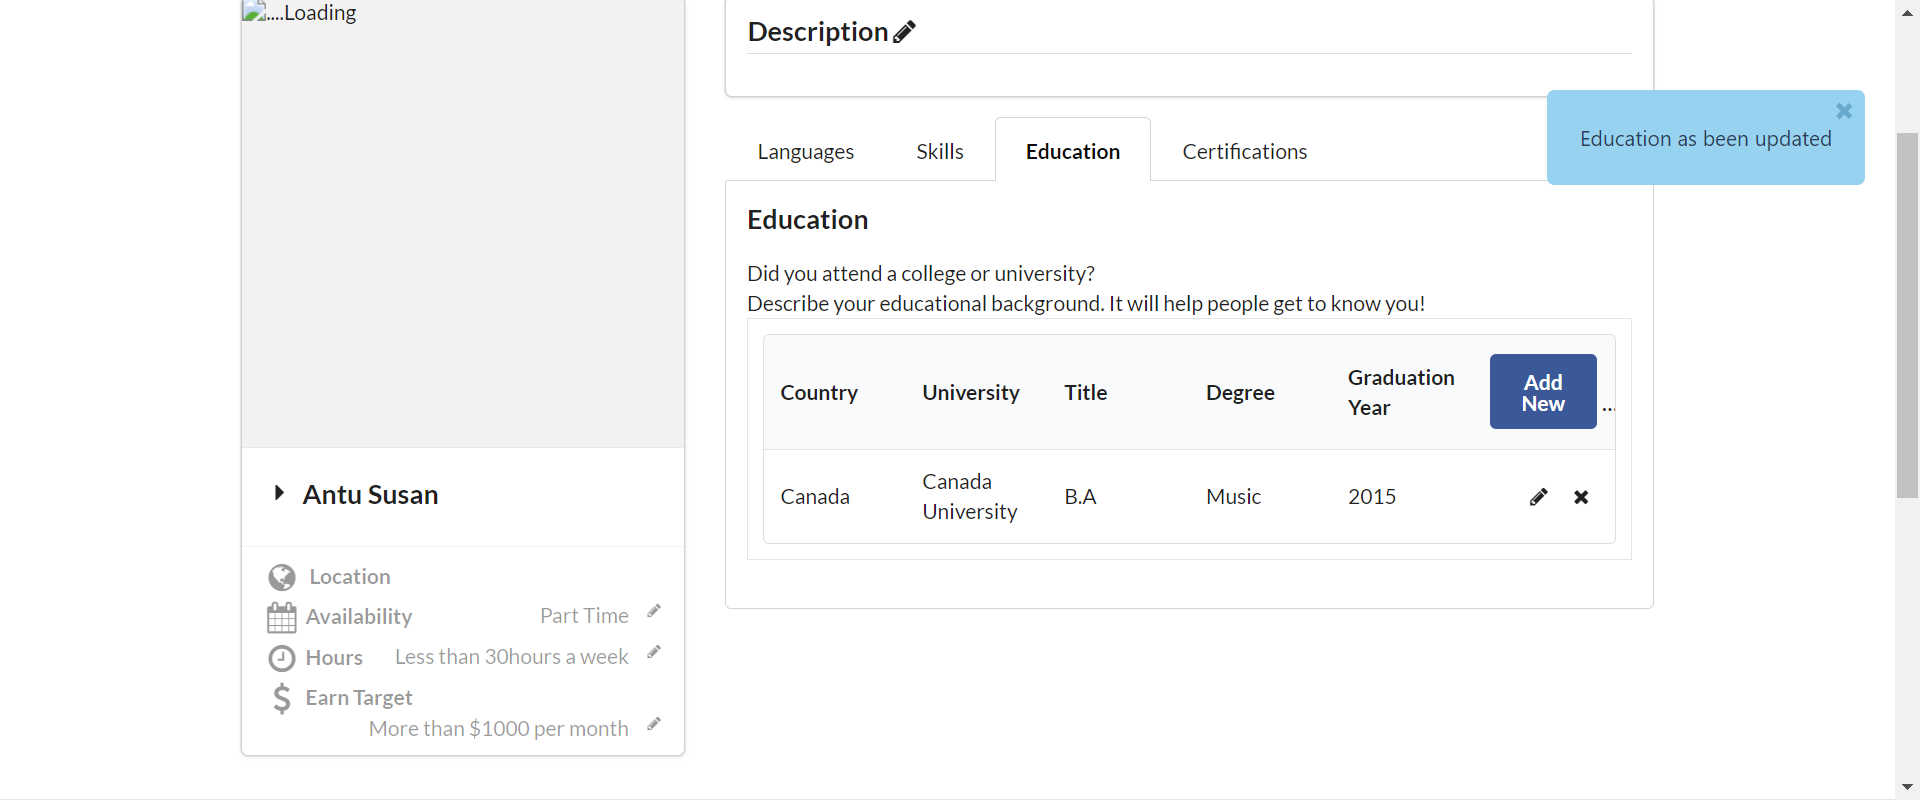 ....Loading
Antu Susan
Location
Availability Part Time
Hours Less than 30hours a week
Earn Target
More than $1000 per month
Description
Languages Skills Education Certifications
Education as been updated
Education
Did you attend a college or university?
Describe your educational background. It will help people get to know you!
Country University Title Degree Graduation Year Add New ...
Canada Canada University B.A Music 2015